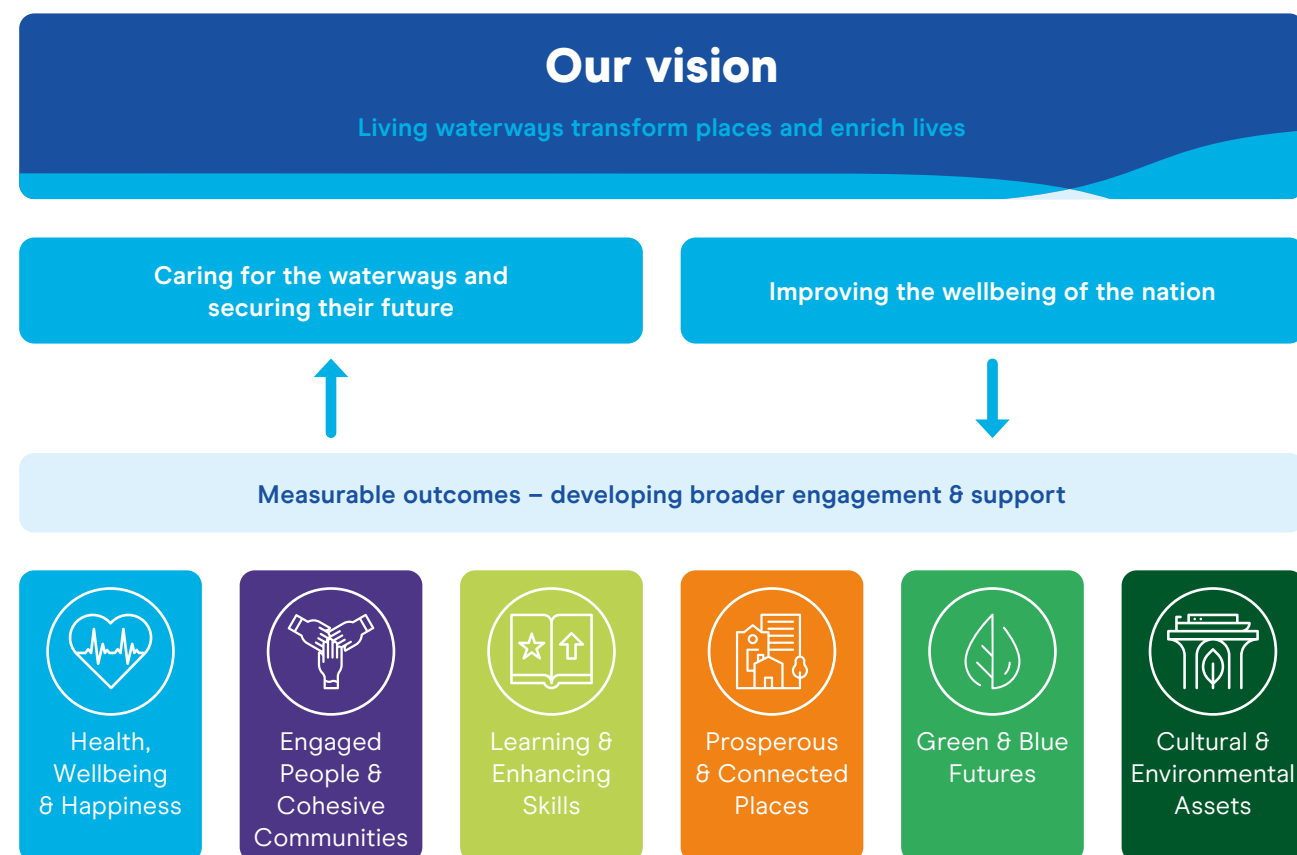 Our vision
Living waterways transform places and enrich lives
Caring for the waterways and
securing their future
Improving the wellbeing of the nation
Measurable outcomes – developing broader engagement & support
Health,
Wellbeing
& Happiness
Engaged
People &
Cohesive
Communities
Learning &
Enhancing
Skills
Prosperous
& Connected
Places
Green & Blue
Futures
Cultural &
Environmental
Assets